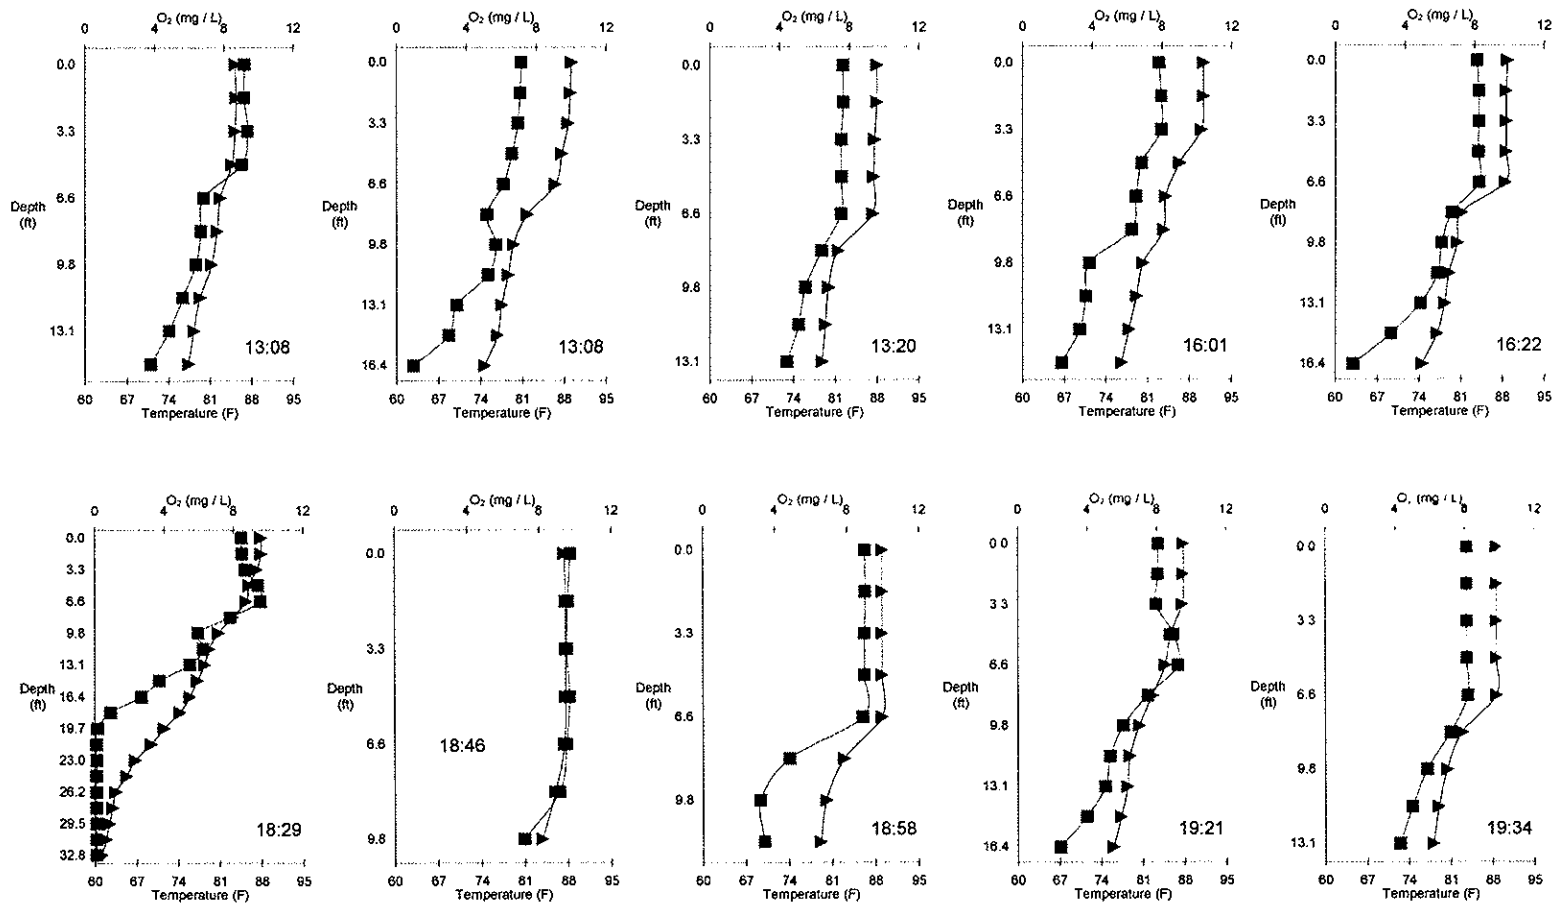 O₂ (mg / L)
0 4 8 12
0.0
3.3
6.6
Depth
(ft)
9.8
13.1
13:08
60 67 74 81 88 95
Temperature (F)
O₂ (mg / L)
0 4 8 12
0.0
3.3
6.6
Depth
(ft)
9.8
13.1
13:08
16.4
60 67 74 81 88 95
Temperature (F)
O₂ (mg / L)
0 4 8 12
0.0
3.3
Depth
(ft)
6.6
9.8
13:20
13.1
60 67 74 81 88 95
Temperature (F)
O₂ (mg / L)
0 4 8 12
0.0
3.3
6.6
Depth
(ft)
9.8
13.1
16:01
60 67 74 81 88 95
Temperature (F)
O₂ (mg / L)
0 4 8 12
0.0
3.3
6.6
Depth
(ft)
9.8
13.1
16:22
16.4
60 67 74 81 88 95
Temperature (F)
O₂ (mg / L)
0 4 8 12
0.0
3.3
6.6
9.8
13.1
Depth
16.4
(ft)
19.7
23.0
26.2
29.5
18:29
32.8
60 67 74 81 88 95
Temperature (F)
O₂ (mg / L)
0 4 8 12
0.0
3.3
Depth
(ft)
6.6
18:46
9.8
60 67 74 81 88 95
Temperature (F)
O₂ (mg / L)
0 4 8 12
0.0
3.3
Depth
(ft)
6.6
9.8
18:58
60 67 74 81 88 95
Temperature (F)
O₂ (mg / L)
0 4 8 12
0 0
3 3
6.6
Depth
(ft)
9.8
13.1
19:21
16.4
60 67 74 81 88 95
Temperature (F)
O, (mg / L)
0 4 8 12
0 0
3.3
Depth
(ft)
6.6
9.8
19:34
13.1
60 67 74 81 88 95
Temperature (F)